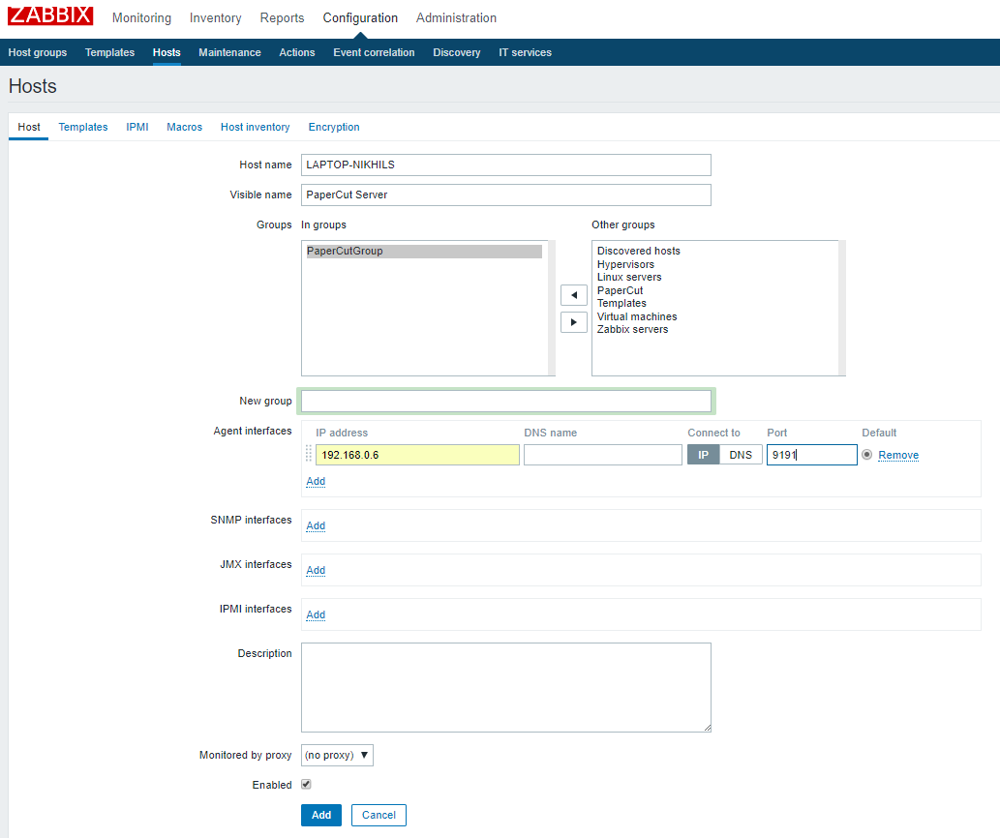 ZABBIX Monitoring Inventory Reports Configuration Administration
Host groups Templates Hosts Maintenance Actions Event correlation Discovery IT services
Hosts
Host Templates IPMI Macros Host inventory Encryption
Host name LAPTOP-NIKHILS
Visible name PaperCut Server
Groups In groups Other groups
PaperCutGroup
Discovered hosts
Hypervisors
Linux servers
PaperCut
Templates
Virtual machines
Zabbix servers
New group
Agent interfaces IP address DNS name Connect to Port Default
192.168.0.6 IP DNS 9191 Remove
Add
SNMP interfaces Add
JMX interfaces Add
IPMI interfaces Add
Description
Monitored by proxy (no proxy)
Enabled
Add Cancel